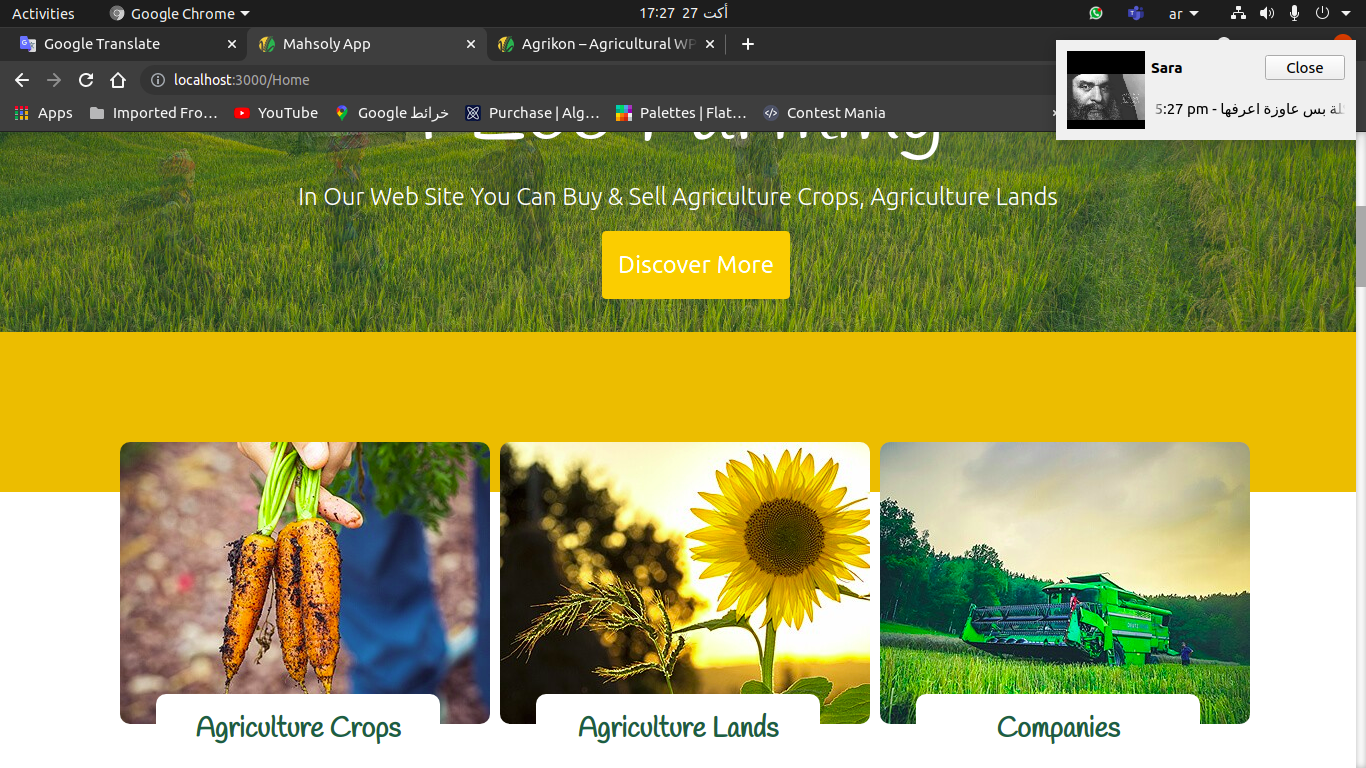 Activities
Google Chrome
17:27 27 أكت
ar
Google Translate
Mahsoly App
Agrikon – Agricultural WP
localhost:3000/Home
Apps
Imported Fro…
YouTube
خرائط Google
Purchase | Alg…
Palettes | Flat…
Contest Mania
Sara
Close
5:27 pm - بس عاوزة اعرفها
Farming
In Our Web Site You Can Buy & Sell Agriculture Crops, Agriculture Lands
Discover More
Agriculture Crops
Agriculture Lands
Companies